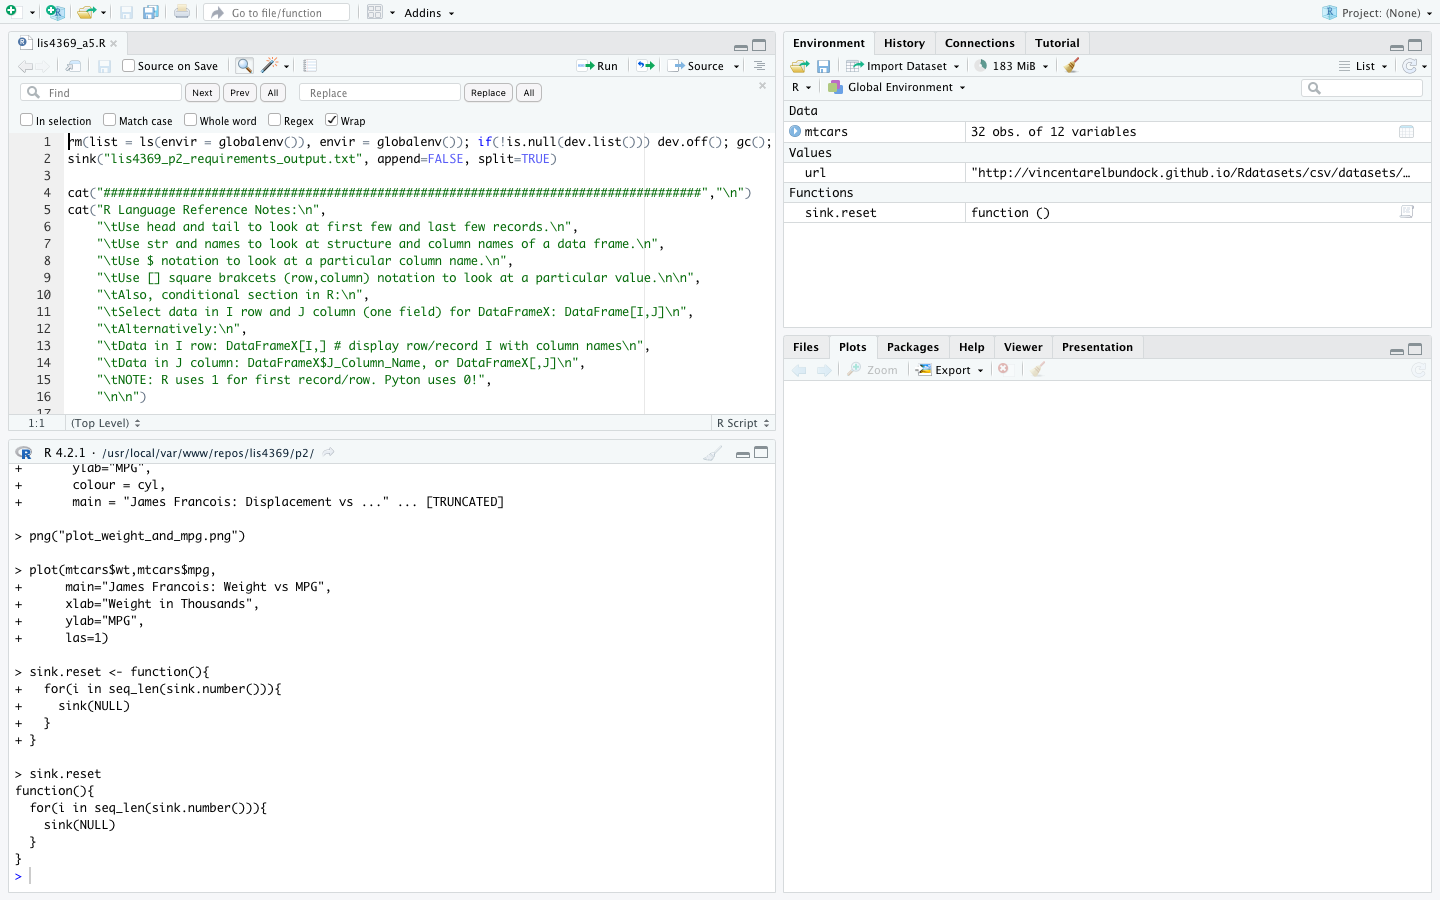 Go to file/function
Addins
Project: (None)
lis4369_a5.R
Source on Save
Run
Source
Find
Next
Prev
All
Replace
Replace
All
In selection
Match case
Whole word
Regex
Wrap
1 rm(list = ls(envir = globalenv()), envir = globalenv()); if(!is.null(dev.list())) dev.off(); gc();
2 sink("lis4369_p2_requirements_output.txt", append=FALSE, split=TRUE)
3
4 cat("###################################################################################","\n")
5 cat("R Language Reference Notes:\n",
6 "\tUse head and tail to look at first few and last few records.\n",
7 "\tUse str and names to look at structure and column names of a data frame.\n",
8 "\tUse $ notation to look at a particular column name.\n",
9 "\tUse [] square brakcets (row,column) notation to look at a particular value.\n\n",
10 "\tAlso, conditional section in R:\n",
11 "\tSelect data in I row and J column (one field) for DataFrameX: DataFrame[I,J]\n",
12 "\tAlternatively:\n",
13 "\tData in I row: DataFrameX[I,] # display row/record I with column names\n",
14 "\tData in J column: DataFrameX$J_Column_Name, or DataFrameX[,J]\n",
15 "\tNOTE: R uses 1 for first record/row. Pyton uses 0!",
16 "\n\n")
17
1:1
(Top Level)
R Script
R 4.2.1 · /usr/local/var/www/repos/lis4369/p2/
+ ylab="MPG",
+ colour = cyl,
+ main = "James Francois: Displacement vs ..." ... [TRUNCATED]
> png("plot_weight_and_mpg.png")
> plot(mtcars$wt,mtcars$mpg,
+ main="James Francois: Weight vs MPG",
+ xlab="Weight in Thousands",
+ ylab="MPG",
+ las=1)
> sink.reset <- function(){
+ for(i in seq_len(sink.number())){
+ sink(NULL)
+ }
+ }
> sink.reset
function(){
for(i in seq_len(sink.number())){
sink(NULL)
}
}
>
Environment
History
Connections
Tutorial
Import Dataset
183 MiB
List
R
Global Environment
Data
mtcars 32 obs. of 12 variables
Values
url "http://vincentarelbundock.github.io/Rdatasets/csv/datasets/…
Functions
sink.reset function ()
Files
Plots
Packages
Help
Viewer
Presentation
Zoom
Export